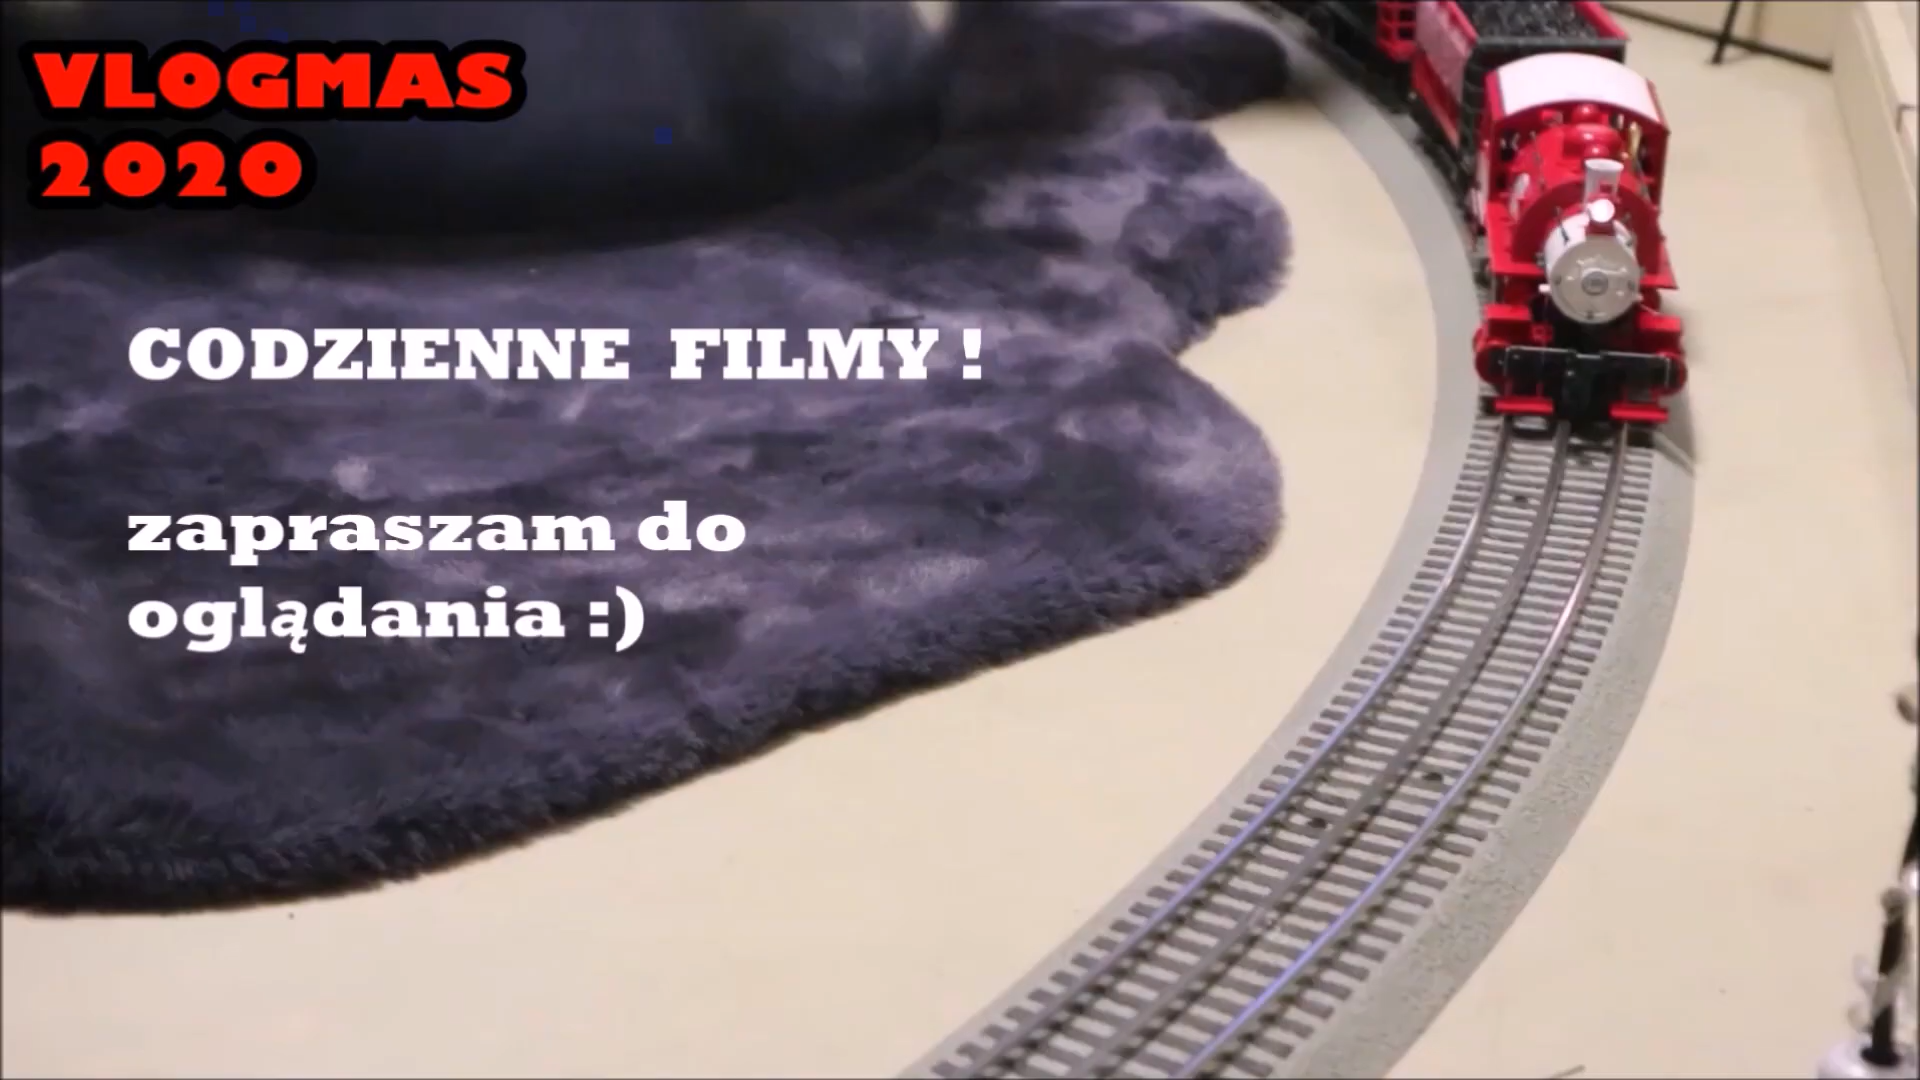 VLOGMAS
2020
CODZIENNE FILMY !
zapraszam do
oglądania :)